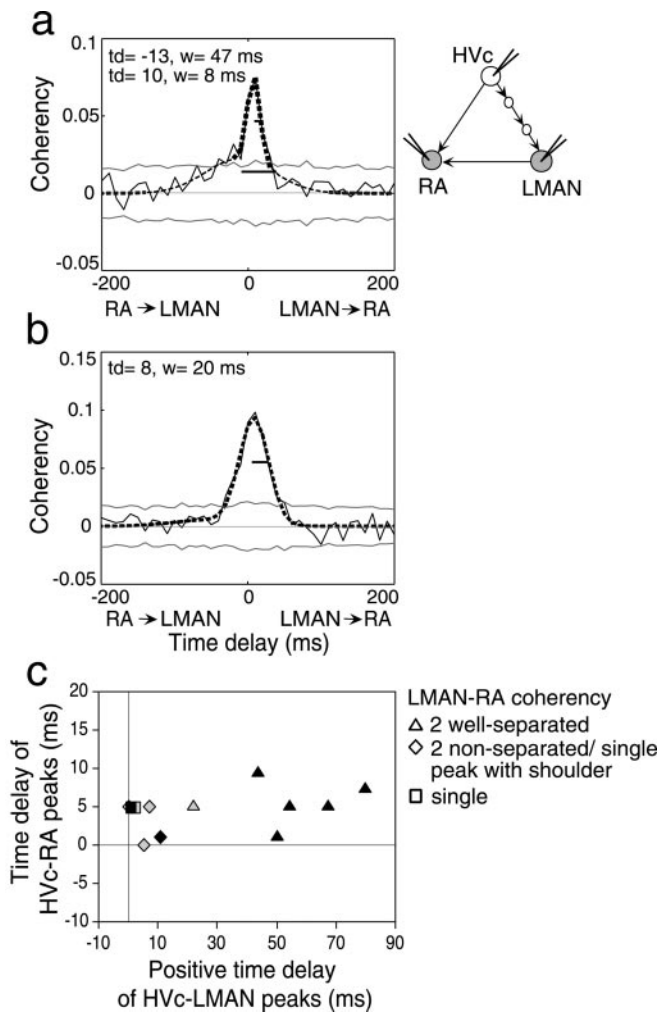 a
0.1
td= -13, w= 47 ms
td= 10, w= 8 ms
HVc
0.05
Coherency
0
RA LMAN
-0.05
-200 0 200
RA → LMAN LMAN → RA
b
0.15
td= 8, w= 20 ms
0.1
Coherency
0.05
0
-0.05
-200 0 200
RA → LMAN LMAN → RA
Time delay (ms)
c
20
15
10
5
0
-5
-10
Time delay of
HVc-RA peaks (ms)
LMAN-RA coherency
2 well-separated
2 non-separated/ single
peak with shoulder
single
-10 10 30 50 70 90
Positive time delay
of HVc-LMAN peaks (ms)